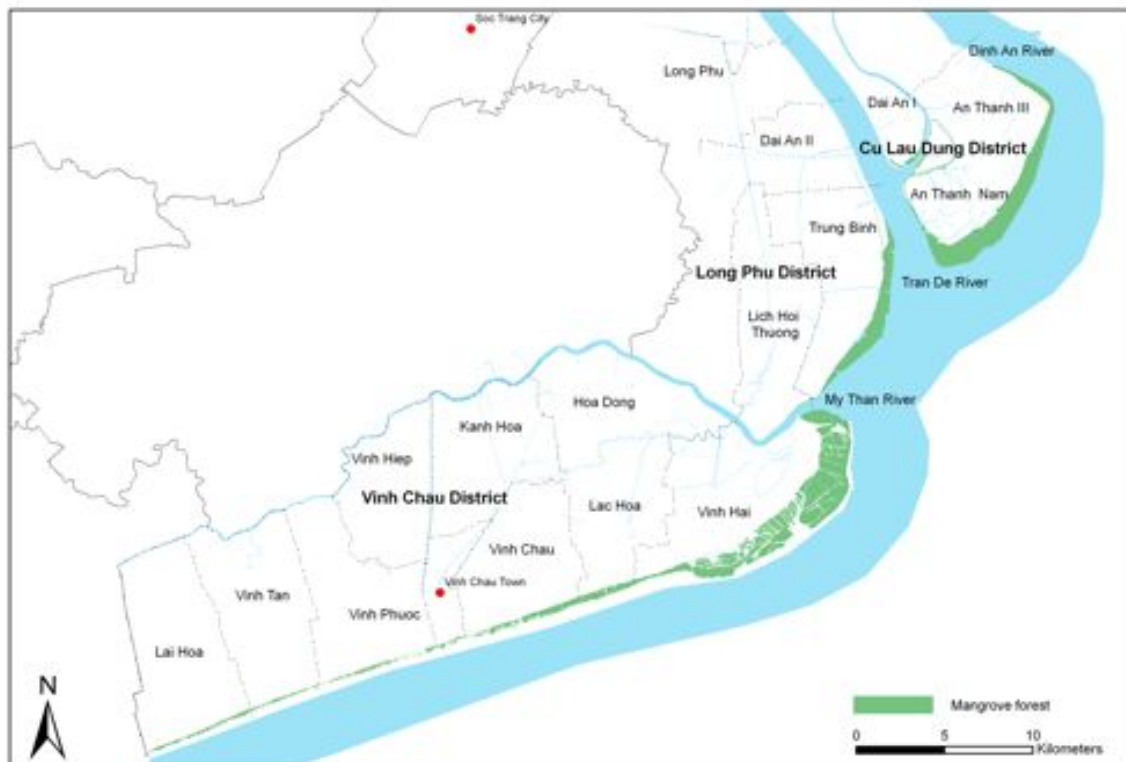 Soc Trang City
Dinh An River
Long Phu
Dai An I
An Thanh III
Dai An II
Cu Lau Dung District
An Thanh Nam
Trung Binh
Long Phu District
Tran De River
Lich Hoi
Thuong
My Than River
Hoa Dong
Kanh Hoa
Vinh Hiep
Vinh Chau District
Lac Hoa
Vinh Hai
Vinh Chau
Vinh Chau Town
Vinh Tan
Vinh Phuoc
Lai Hoa
N
Mangrove forest
0 5 10
Kilometers